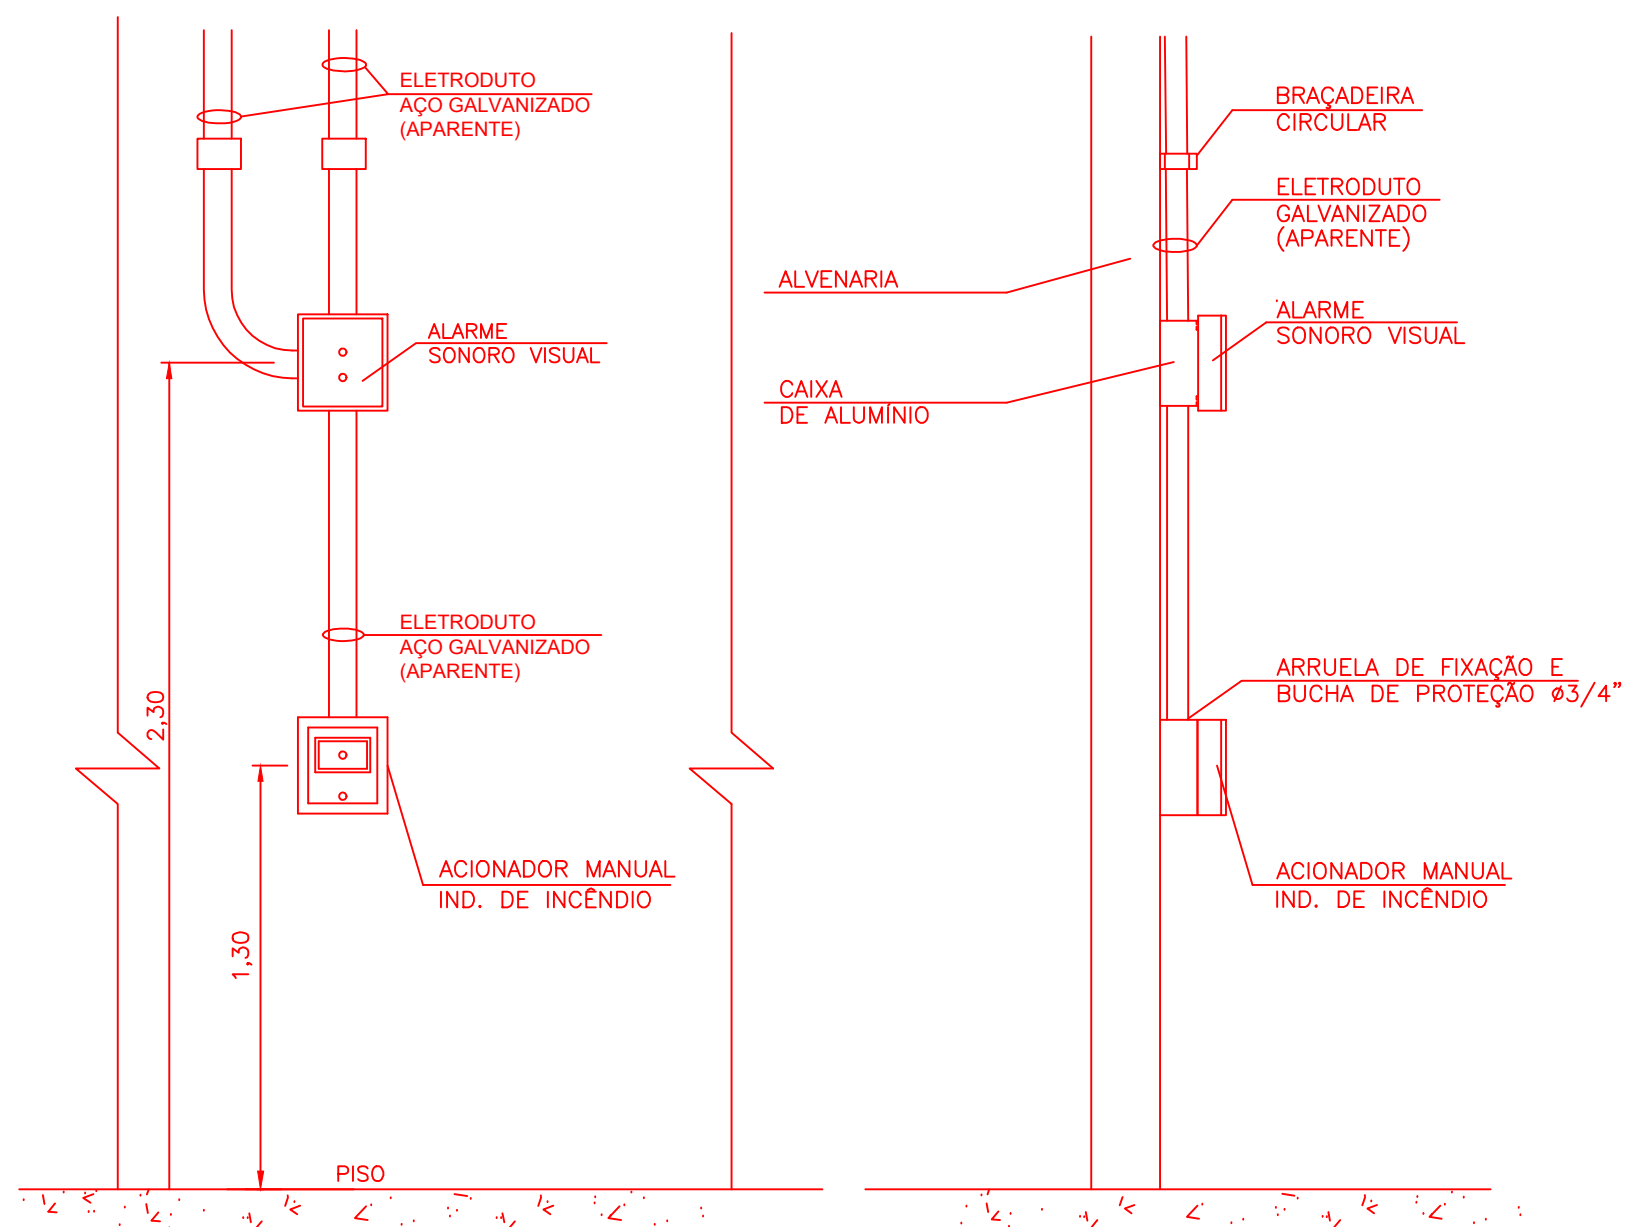 ELETRODUTO
AÇO GALVANIZADO
(APARENTE)
ALARME
SONORO VISUAL
2,30
ELETRODUTO
AÇO GALVANIZADO
(APARENTE)
1,30
ACIONADOR MANUAL
IND. DE INCÊNDIO
PISO
BRAÇADEIRA
CIRCULAR
ELETRODUTO
GALVANIZADO
(APARENTE)
ALVENARIA
ALARME
SONORO VISUAL
CAIXA
DE ALUMÍNIO
ARRUELA DE FIXAÇÃO E
BUCHA DE PROTEÇÃO ø3/4"
ACIONADOR MANUAL
IND. DE INCÊNDIO